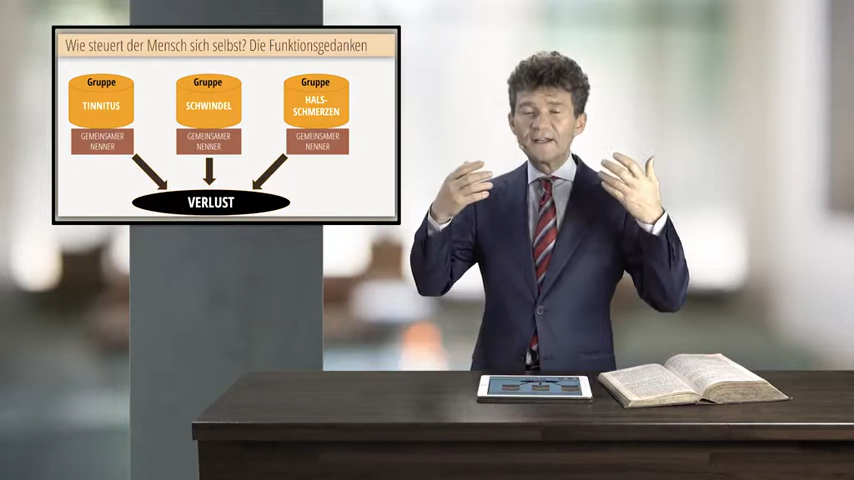 Wie steuert der Mensch sich selbst? Die Funktionsgedanken
Gruppe
TINNITUS
GEMEINSAMER
NENNER
Gruppe
SCHWINDEL
GEMEINSAMER
NENNER
Gruppe
HALS-
SCHMERZEN
GEMEINSAMER
NENNER
VERLUST